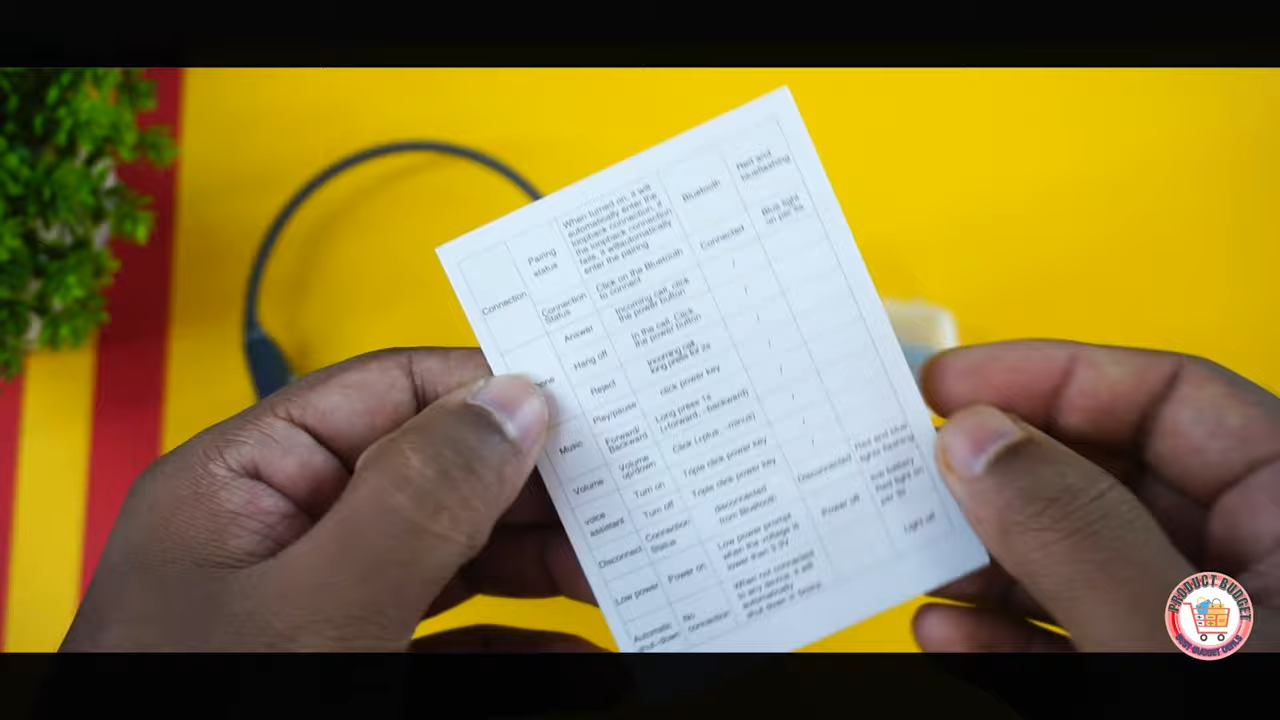 Connection
Pairing
status
When turned on, it will
automatically enter the
loopback connection, if
the loopback connection
fails, it willautomatically
enter the pairing
Bluetooth
Red and
blueflashing
Connection
Status
Click on the Bluetooth
to connect
Connected
Blue light
on per 5s
Answer
Incoming call, click
the power button
/
Hang off
In the call, Click
the power button
/
Reject
Incoming call,
long press for 2s
/
Music
Play/pause
click power key
/
Forward/
Backward
Long press 1s
(+forward, -backward)
/
Volume
Volume
up/down
Click (+plus, -minus)
/
voice
assistant
Turn on
Triple click power key
/
Turn off
Triple click power key
/
Disconnect
Connection
Status
disconnected
from Bluetooth
Disconnected
Red and blue
lights flashing
Low power
Power on
Low power prompt
when the voltage is
lower than 3.3V
Power off
low battery
Red light on
per 5s
Automatic
shut-down
No
connection
When not connected
to any device, it will
automatically
shut down in
Light off
PRODUCT BUDGET
BEST BUDGET DEALS